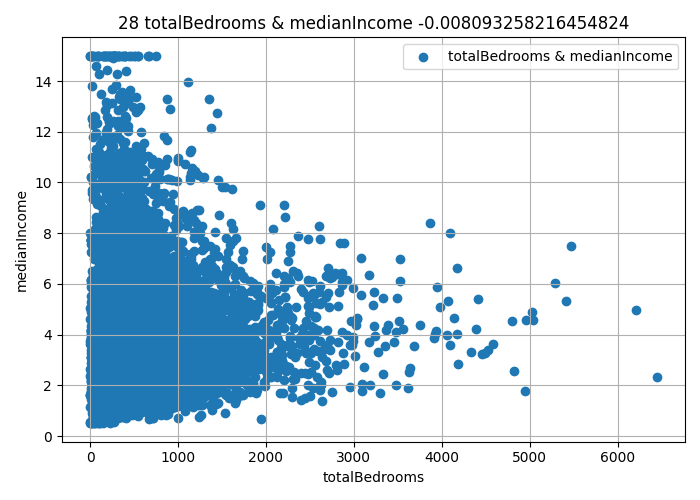 28 totalBedrooms & medianIncome -0.008093258216454824
totalBedrooms & medianIncome
medianIncome
14
12
10
8
6
4
2
0
0 1000 2000 3000 4000 5000 6000
totalBedrooms